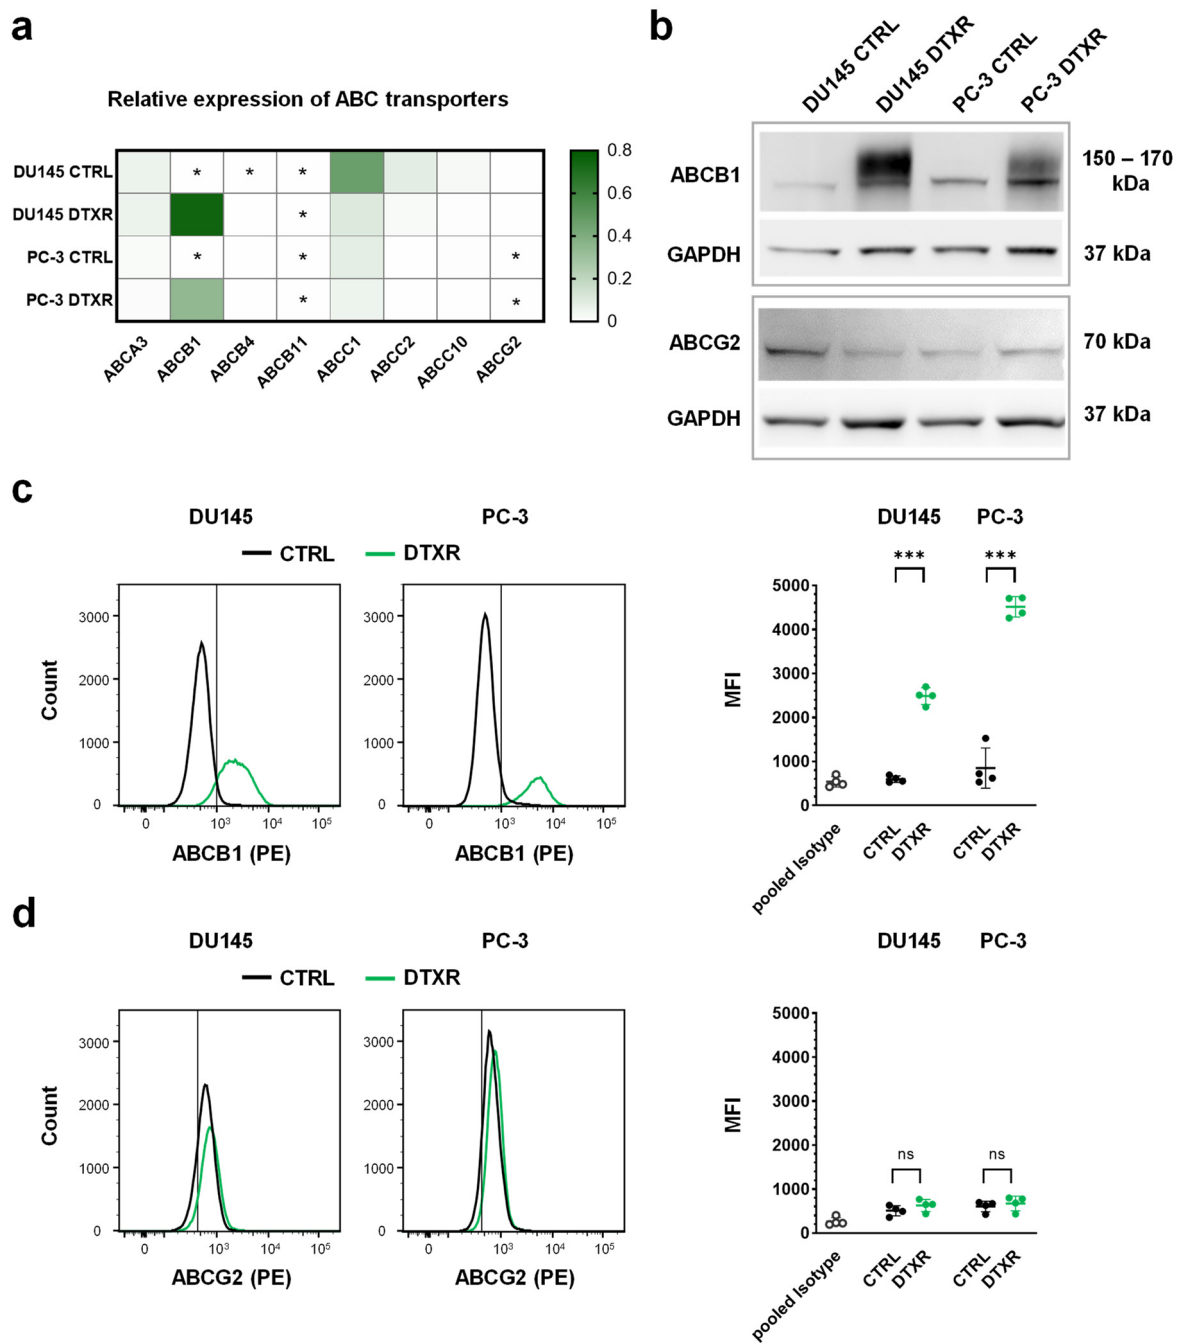 a
Relative expression of ABC transporters
DU145 CTRL * * *
DU145 DTXR *
PC-3 CTRL * * *
PC-3 DTXR * *
ABCA3 ABCB1 ABCB4 ABCB11 ABCC1 ABCC2 ABCC10 ABCG2
0.8
0.6
0.4
0.2
0
b
DU145 CTRL DU145 DTXR PC-3 CTRL PC-3 DTXR
ABCB1 150 – 170 kDa
GAPDH 37 kDa
ABCG2 70 kDa
GAPDH 37 kDa
c
DU145 PC-3
CTRL DTXR
Count
3000
2000
1000
0
0 10³ 10⁴ 10⁵
ABCB1 (PE)
3000
2000
1000
0
0 10³ 10⁴ 10⁵
ABCB1 (PE)
DU145 PC-3
*** ***
MFI
5000
4000
3000
2000
1000
0
pooled Isotype CTRL DTXR CTRL DTXR
d
DU145 PC-3
CTRL DTXR
Count
3000
2000
1000
0
0 10³ 10⁴ 10⁵
ABCG2 (PE)
3000
2000
1000
0
0 10³ 10⁴ 10⁵
ABCG2 (PE)
DU145 PC-3
MFI
5000
4000
3000
2000
1000
0
ns ns
pooled Isotype CTRL DTXR CTRL DTXR